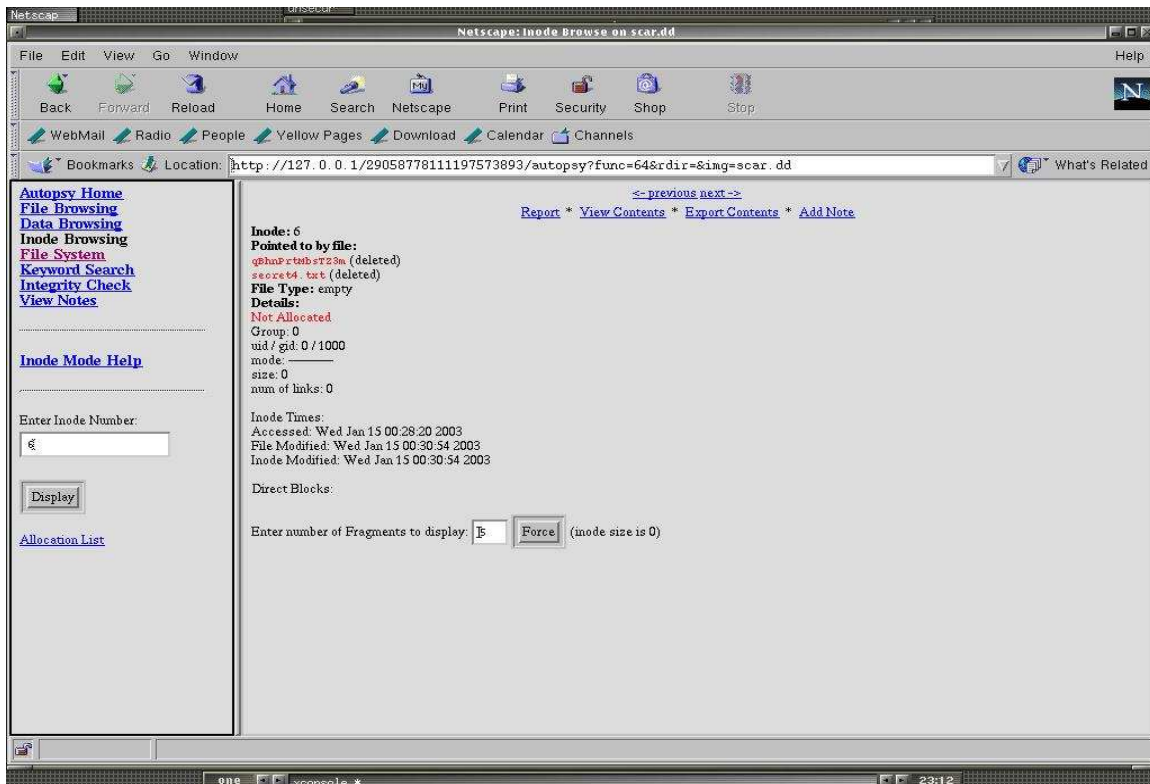 Netscap
Netscape: Inode Browse on scar.dd
File Edit View Go Window Help
Back Forward Reload Home Search Netscape Print Security Shop Stop
WebMail Radio People Yellow Pages Download Calendar Channels
Bookmarks Location: http://127.0.0.1/29058778111197573893/autopsy?func=64&rdir=&img=scar.dd What's Related
Autopsy Home
File Browsing
Data Browsing
Inode Browsing
File System
Keyword Search
Integrity Check
View Notes
Inode Mode Help
Enter Inode Number:
6
Display
Allocation List
<- previous next ->
Report * View Contents * Export Contents * Add Note
Inode: 6
Pointed to by file:
qBhnPrtMbsTZ3m (deleted)
secret4.txt (deleted)
File Type: empty
Details:
Not Allocated
Group: 0
uid / gid: 0 / 1000
mode: ----------
size: 0
num of links: 0
Inode Times:
Accessed: Wed Jan 15 00:28:20 2003
File Modified: Wed Jan 15 00:30:54 2003
Inode Modified: Wed Jan 15 00:30:54 2003
Direct Blocks:
Enter number of Fragments to display: Force (inode size is 0)
one xconsole * 23:12